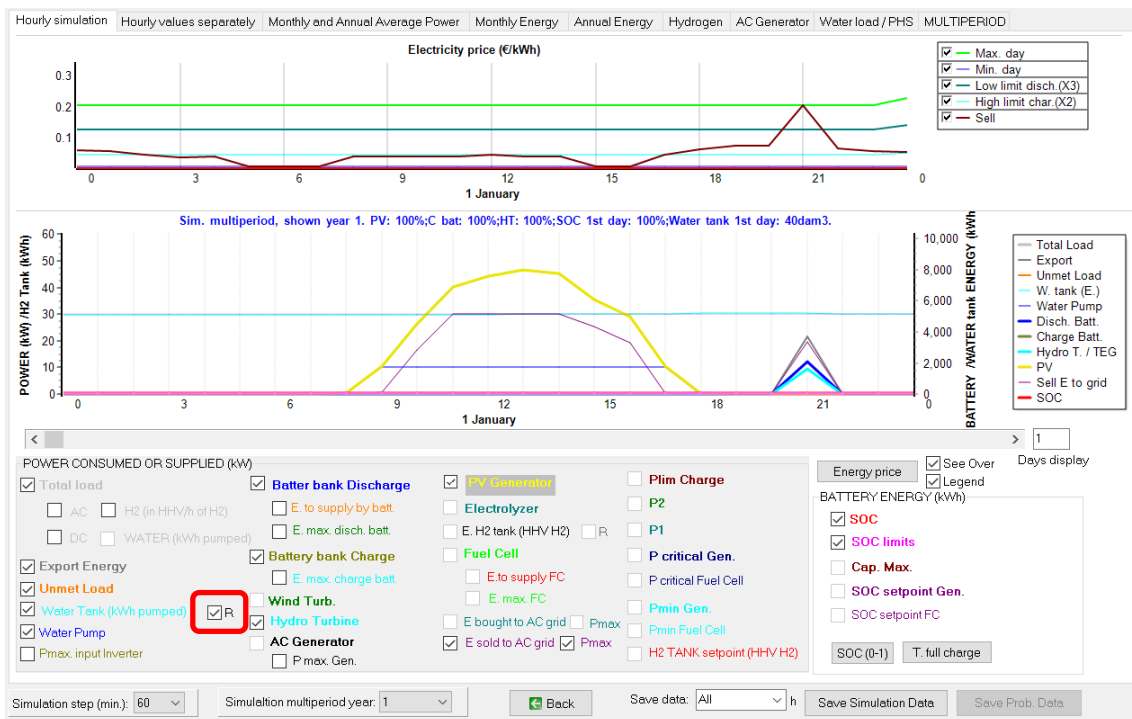 Hourly simulation Hourly values separately Monthly and Annual Average Power Monthly Energy Annual Energy Hydrogen AC Generator Water load / PHS MULTIPERIOD
Electricity price (€/kWh)
0.3
0.2
0.1
0 3 6 9 12 15 18 21 0
1 January
Max. day
Min. day
Low limit disch.(X3)
High limit char.(X2)
Sell
Sim. multiperiod, shown year 1. PV: 100%;C bat: 100%;HT: 100%;SOC 1st day: 100%;Water tank 1st day: 40dam3.
POWER (kW) /H2 Tank (kWh)
60
50
40
30
20
10
0
0 3 6 9 12 15 18 21 0
1 January
10,000
8,000
6,000
4,000
2,000
0
BATTERY /WATER tank ENERGY (kWh
Total Load
Export
Unmet Load
W. tank (E.)
Water Pump
Disch. Batt.
Charge Batt.
Hydro T. / TEG
PV
Sell E to grid
SOC
< > 1
Days display
POWER CONSUMED OR SUPPLIED (kW)
Total load
AC H2 (in HHV/h of H2)
DC WATER (kWh pumped)
Export Energy
Unmet Load
Water Tank (kWh pumped) R
Water Pump
Pmax. input Inverter
Batter bank Discharge
E. to supply by batt.
E. max. disch. batt.
Battery bank Charge
E. max. charge batt.
Wind Turb.
Hydro Turbine
AC Generator
P max. Gen.
PV Generator
Electrolyzer
E. H2 tank (HHV H2) R
Fuel Cell
E.to supply FC
E. max. FC
E bought to AC grid Pmax
E sold to AC grid Pmax
Plim Charge
P2
P1
P critical Gen.
P critical Fuel Cell
Pmin Gen.
Pmin Fuel Cell
H2 TANK setpoint (HHV H2)
Energy price See Over
Legend
BATTERY ENERGY (kWh)
SOC
SOC limits
Cap. Max.
SOC setpoint Gen.
SOC setpoint FC
SOC (0-1) T. full charge
Simulation step (min.): 60 Simulaltion multiperiod year: 1 Back Save data: All h Save Simulation Data Save Prob. Data